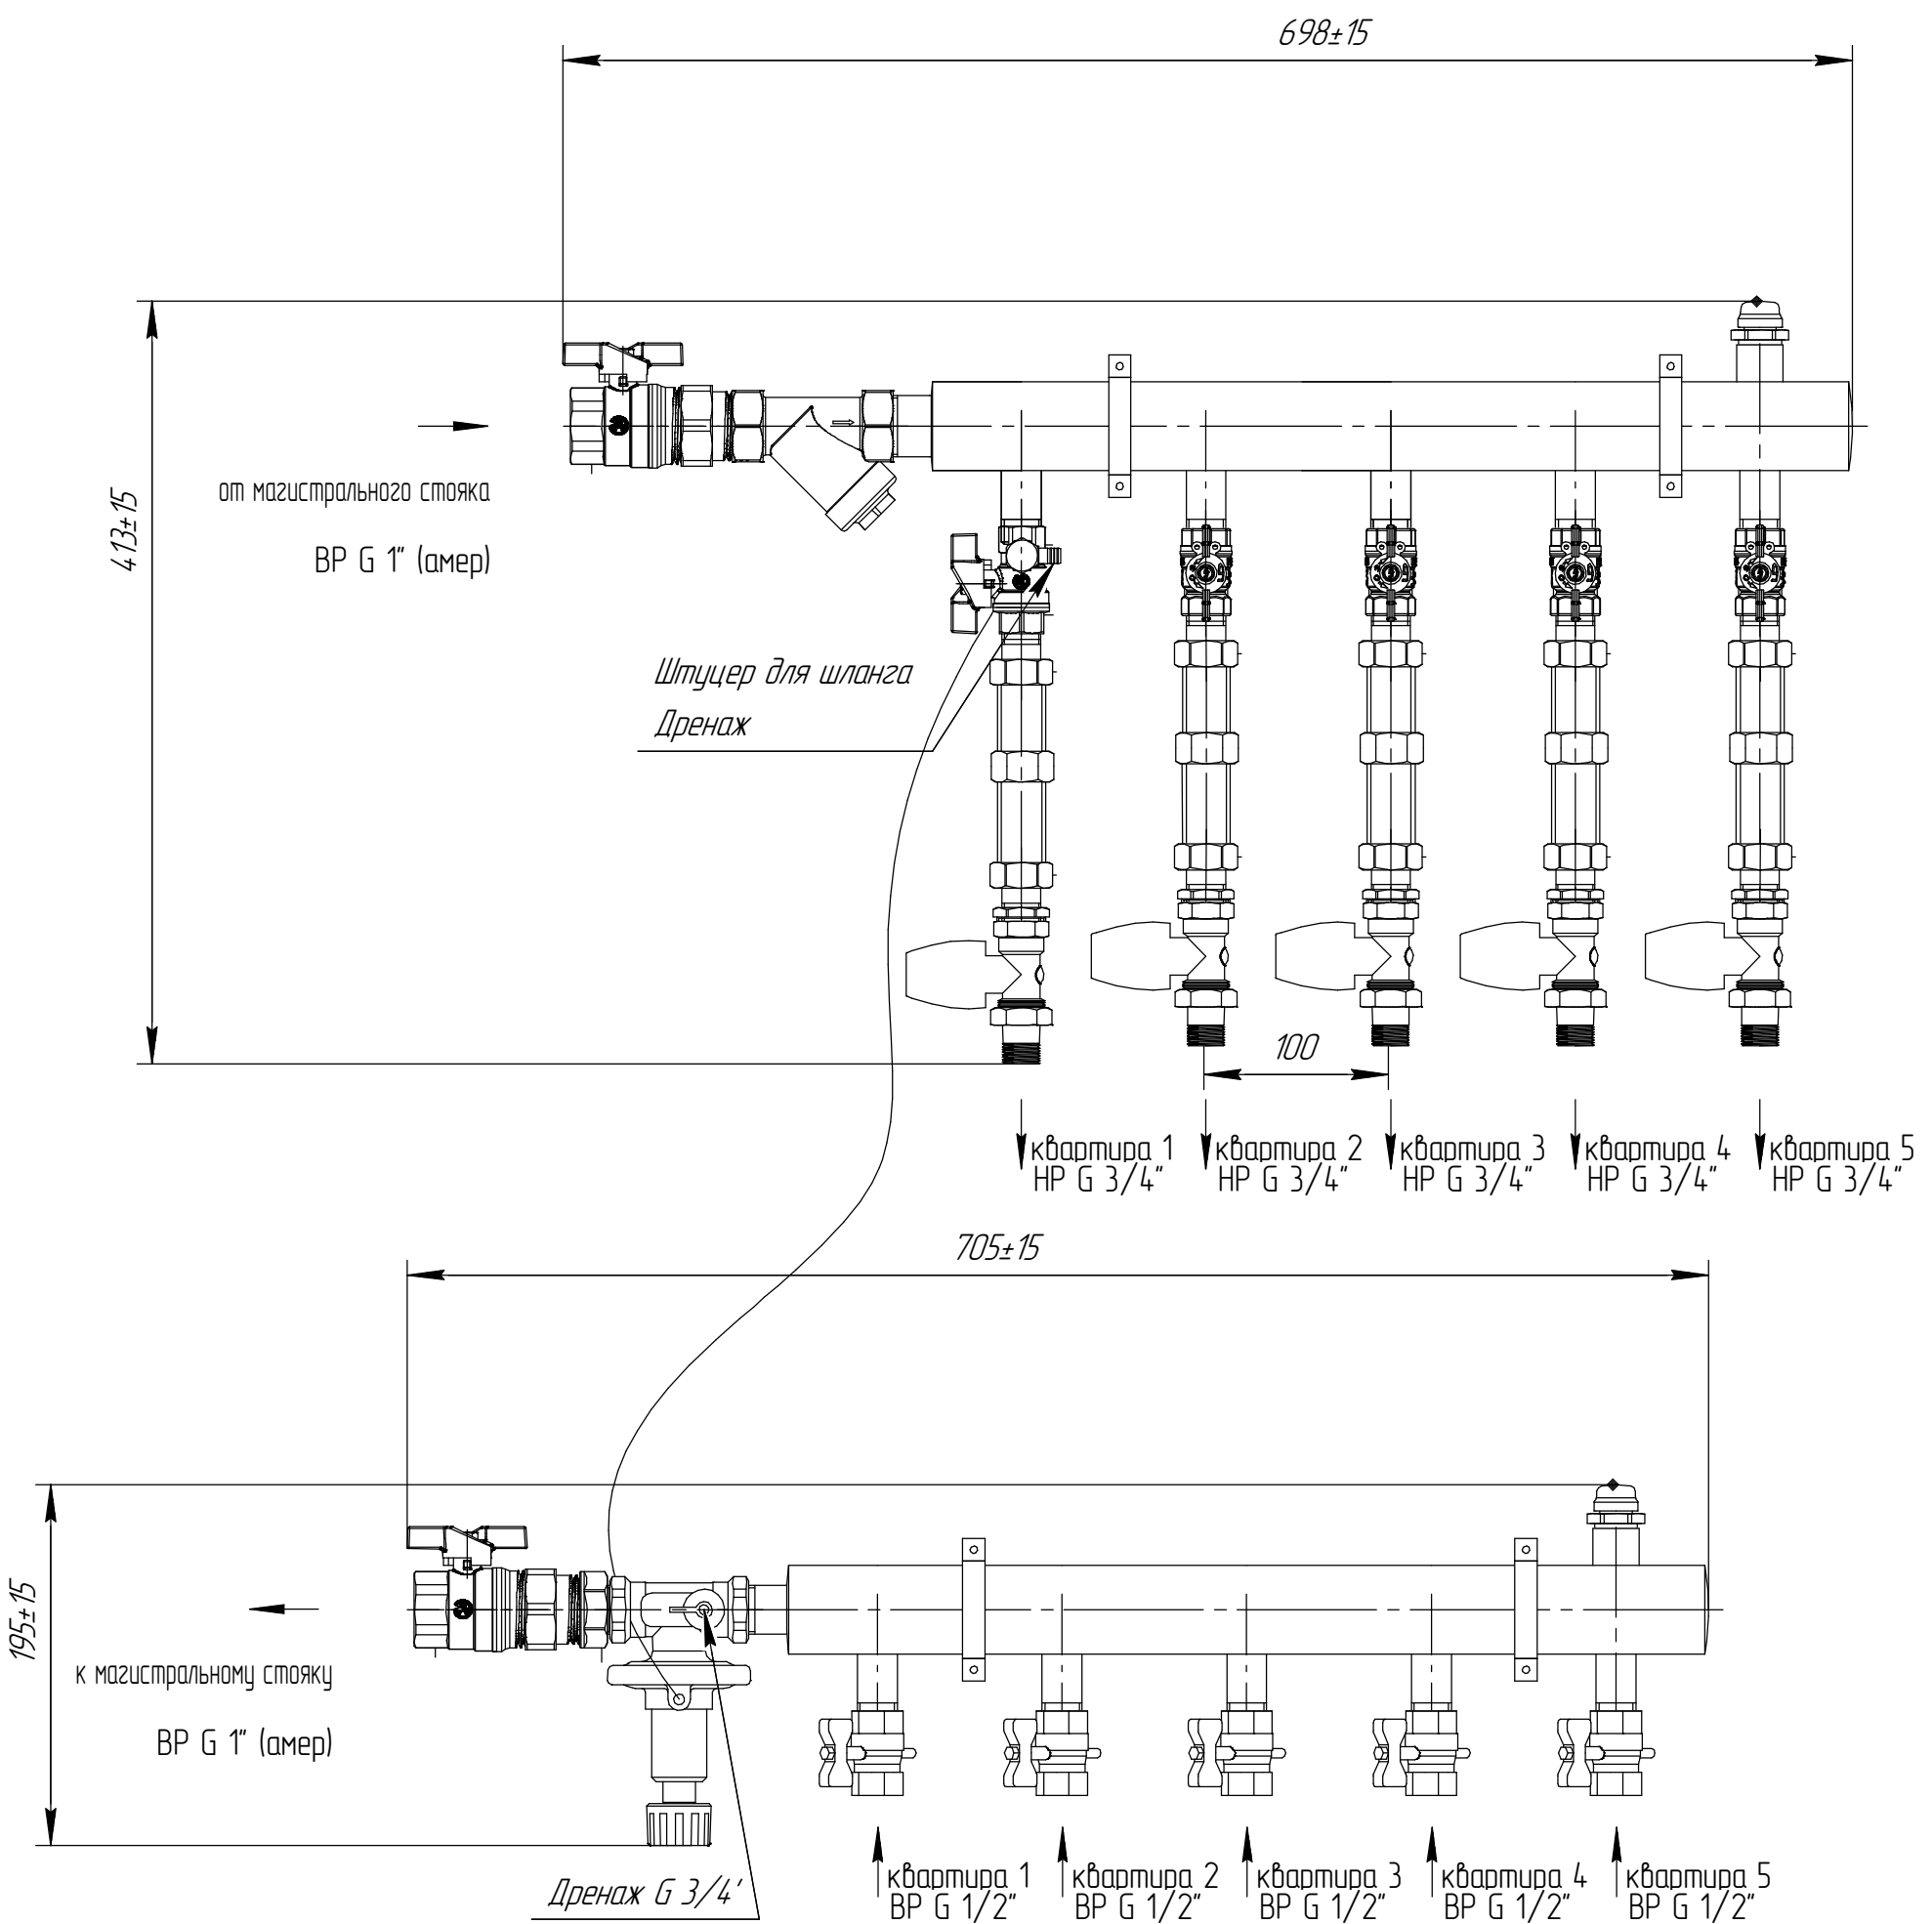 698±15
413±15
от магистрального стояка
ВР G 1" (амер)
Штуцер для шланга
Дренаж
100
квартира 1
НР G 3/4"
квартира 2
НР G 3/4"
квартира 3
НР G 3/4"
квартира 4
НР G 3/4"
квартира 5
НР G 3/4"
705±15
195±15
к магистральному стояку
ВР G 1" (амер)
Дренаж G 3/4'
квартира 1
ВР G 1/2"
квартира 2
ВР G 1/2"
квартира 3
ВР G 1/2"
квартира 4
ВР G 1/2"
квартира 5
ВР G 1/2"